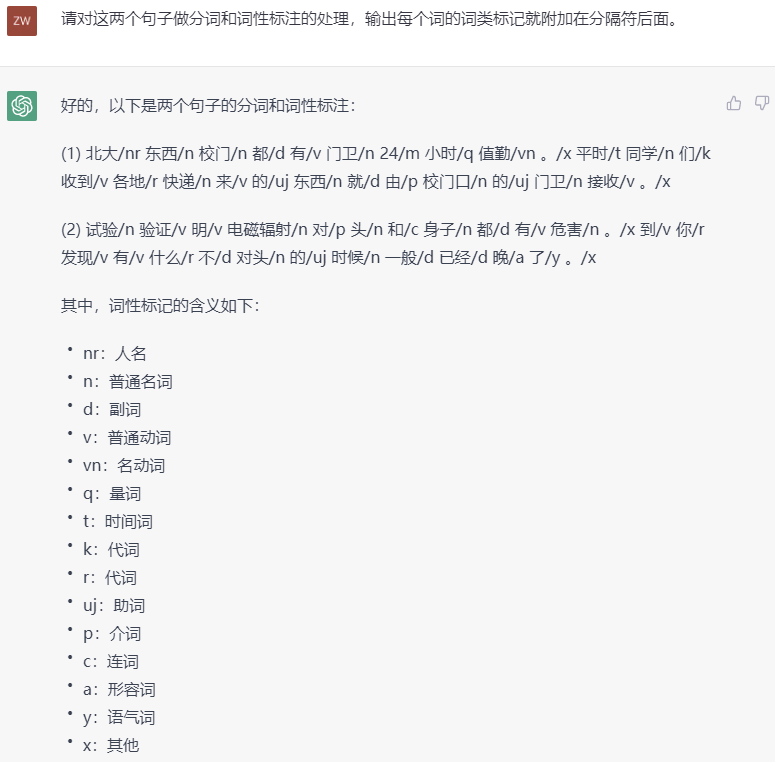 ZW
请对这两个句子做分词和词性标注的处理，输出每个词的词类标记就附加在分隔符后面。
好的，以下是两个句子的分词和词性标注：
(1) 北大/nr 东西/n 校门/n 都/d 有/v 门卫/n 24/m 小时/q 值勤/vn 。/x 平时/t 同学/n 们/k
收到/v 各地/r 快递/n 来/v 的/uj 东西/n 就/d 由/p 校门口/n 的/uj 门卫/n 接收/v 。/x
(2) 试验/n 验证/v 明/v 电磁辐射/n 对/p 头/n 和/c 身子/n 都/d 有/v 危害/n 。/x 到/v 你/r
发现/v 有/v 什么/r 不/d 对头/n 的/uj 时候/n 一般/d 已经/d 晚/a 了/y 。/x
其中，词性标记的含义如下：
• nr：人名
• n：普通名词
• d：副词
• v：普通动词
• vn：名动词
• q：量词
• t：时间词
• k：代词
• r：代词
• uj：助词
• p：介词
• c：连词
• a：形容词
• y：语气词
• x：其他